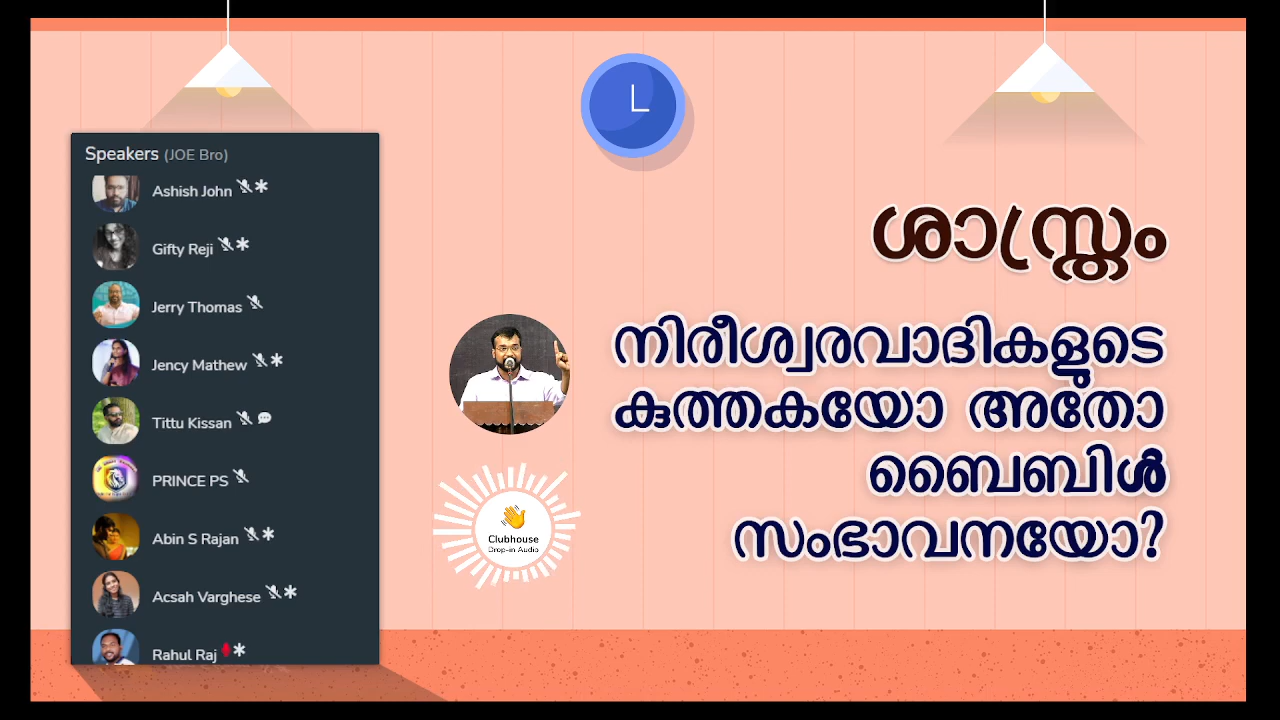 Speakers (JOE Bro)
Ashish John
Gifty Reji
Jerry Thomas
Jency Mathew
Tittu Kissan
PRINCE PS
Abin S Rajan
Acsah Varghese
Rahul Raj
ശാസ്ത്രം
നിരീശ്വരവാദികളുടെ
കുത്തകയോ അതോ
ബൈബിൾ
സംഭാവനയോ?
Clubhouse
Drop-in Audio